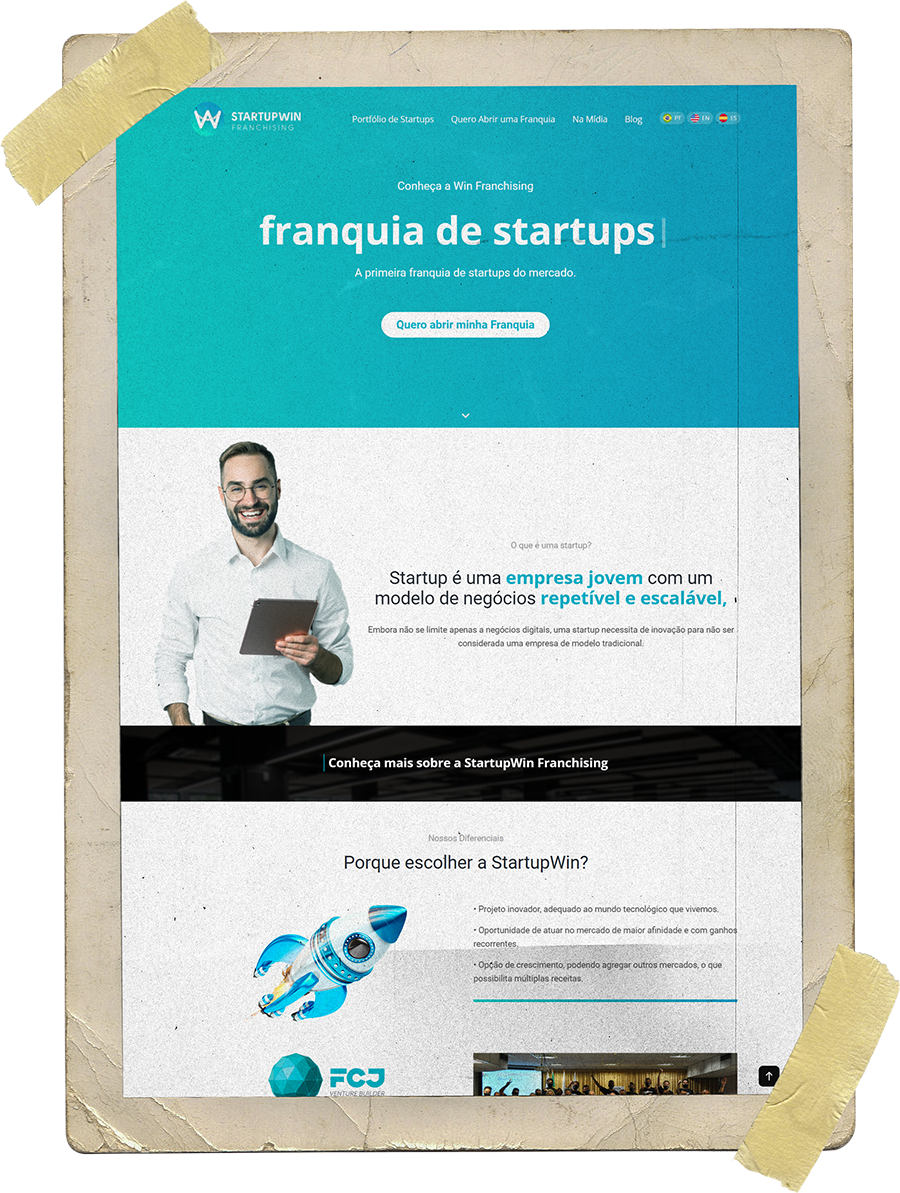 STARTUPWIN
FRANCHISING
Portfólio de Startups Quero Abrir uma Franquia Na Mídia Blog PT EN ES
Conheça a Win Franchising
franquia de startups
A primeira franquia de startups do mercado.
Quero abrir minha Franquia
O que é uma startup?
Startup é uma empresa jovem com um
modelo de negócios repetível e escalável,
Embora não se limite apenas a negócios digitais, uma startup necessita de inovação para não ser
considerada uma empresa de modelo tradicional.
Conheça mais sobre a StartupWin Franchising
Nossos Diferenciais
Porque escolher a StartupWin?
• Projeto inovador, adequado ao mundo tecnológico que vivemos.
• Oportunidade de atuar no mercado de maior afinidade e com ganhos
recorrentes.
• Opção de crescimento, podendo agregar outros mercados, o que
possibilita múltiplas receitas.
FCJ
VENTURE BUILDER